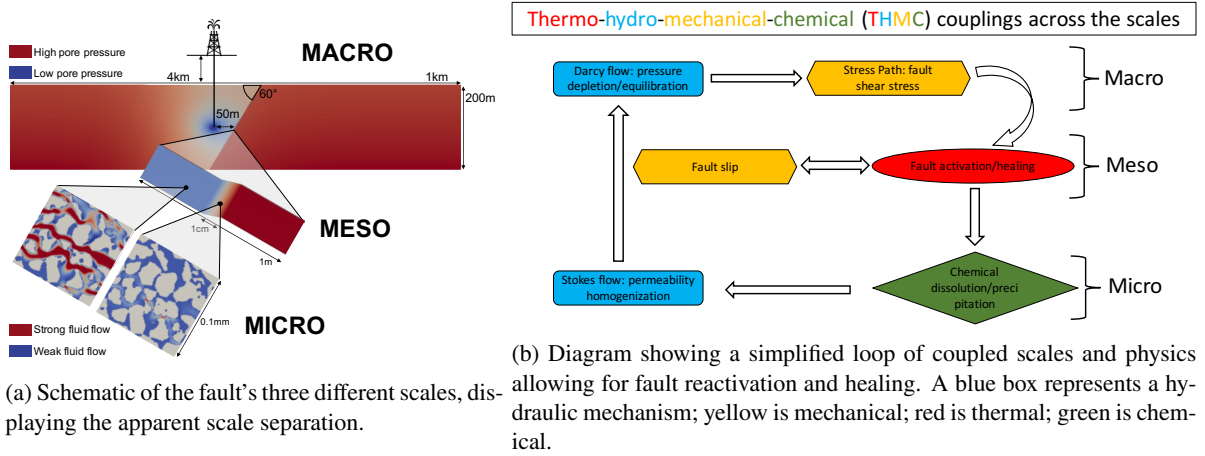 High pore pressure
Low pore pressure
MACRO
4km
1km
60°
200m
50m
MESO
1cm
1m
MICRO
0.1mm
Strong fluid flow
Weak fluid flow
(a) Schematic of the fault's three different scales, dis-
playing the apparent scale separation.
Thermo-hydro-mechanical-chemical (THMC) couplings across the scales
Darcy flow: pressure
depletion/equilibration
Stress Path: fault
shear stress
Macro
Fault slip
Fault activation/healing
Meso
Stokes flow: permeability
homogenization
Chemical
dissolution/preci
pitation
Micro
(b) Diagram showing a simplified loop of coupled scales and physics
allowing for fault reactivation and healing. A blue box represents a hy-
draulic mechanism; yellow is mechanical; red is thermal; green is chem-
ical.